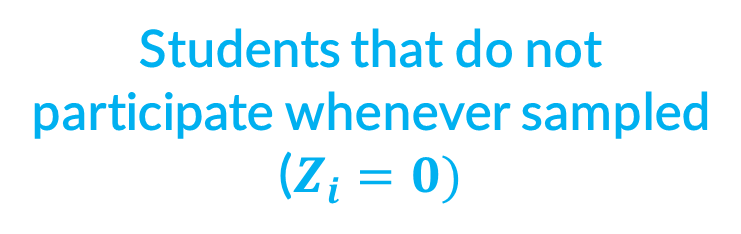 Students that do not
participate whenever sampled
(Zᵢ = 0)